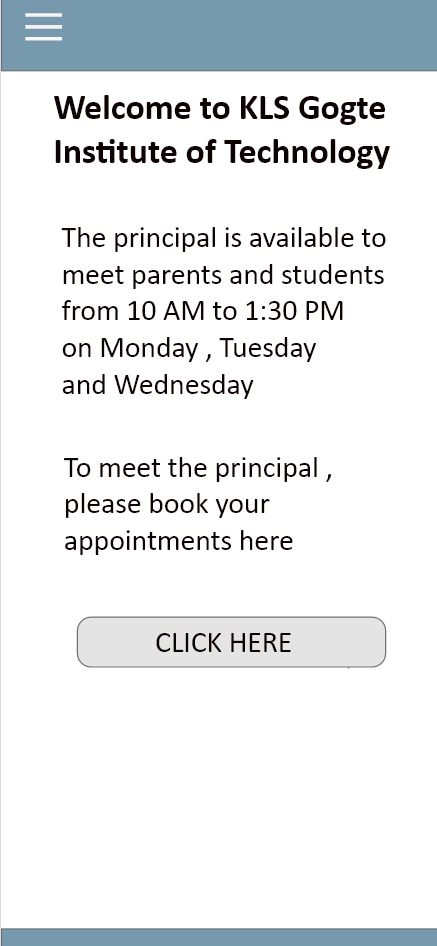 Welcome to KLS Gogte
Institute of Technology
The principal is available to
meet parents and students
from 10 AM to 1:30 PM
on Monday , Tuesday
and Wednesday
To meet the principal ,
please book your
appointments here
CLICK HERE